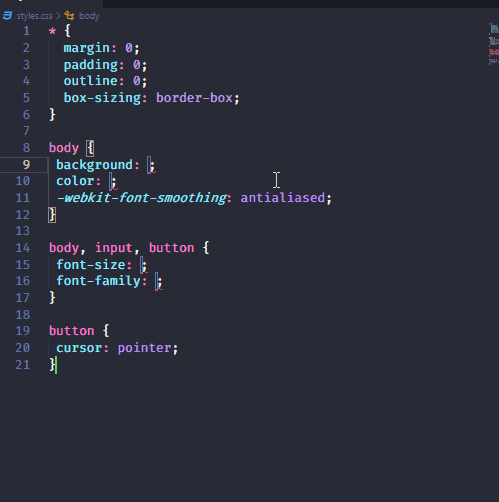 styles.css > body
1 * {
2 margin: 0;
3 padding: 0;
4 outline: 0;
5 box-sizing: border-box;
6 }
7
8 body {
9 background: ;
10 color: ;
11 -webkit-font-smoothing: antialiased;
12 }
13
14 body, input, button {
15 font-size: ;
16 font-family: ;
17 }
18
19 button {
20 cursor: pointer;
21 }